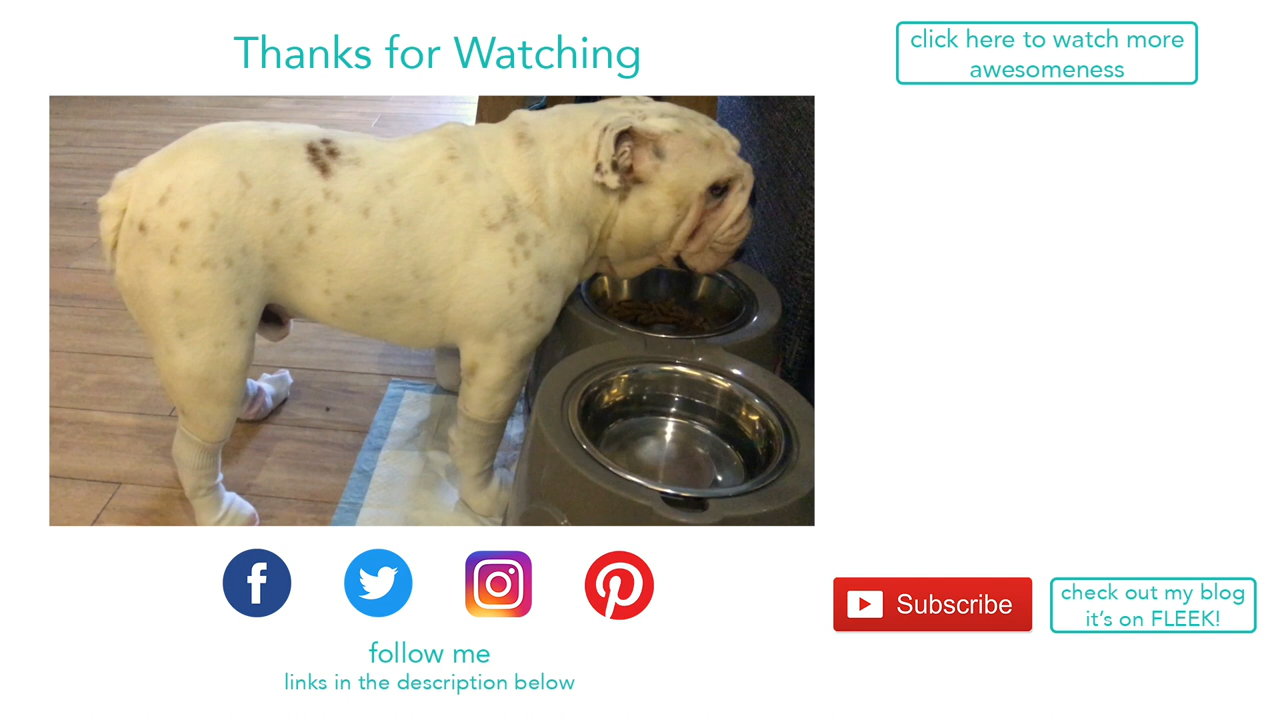 Thanks for Watching
click here to watch more
awesomeness
Subscribe
check out my blog
it's on FLEEK!
follow me
links in the description below